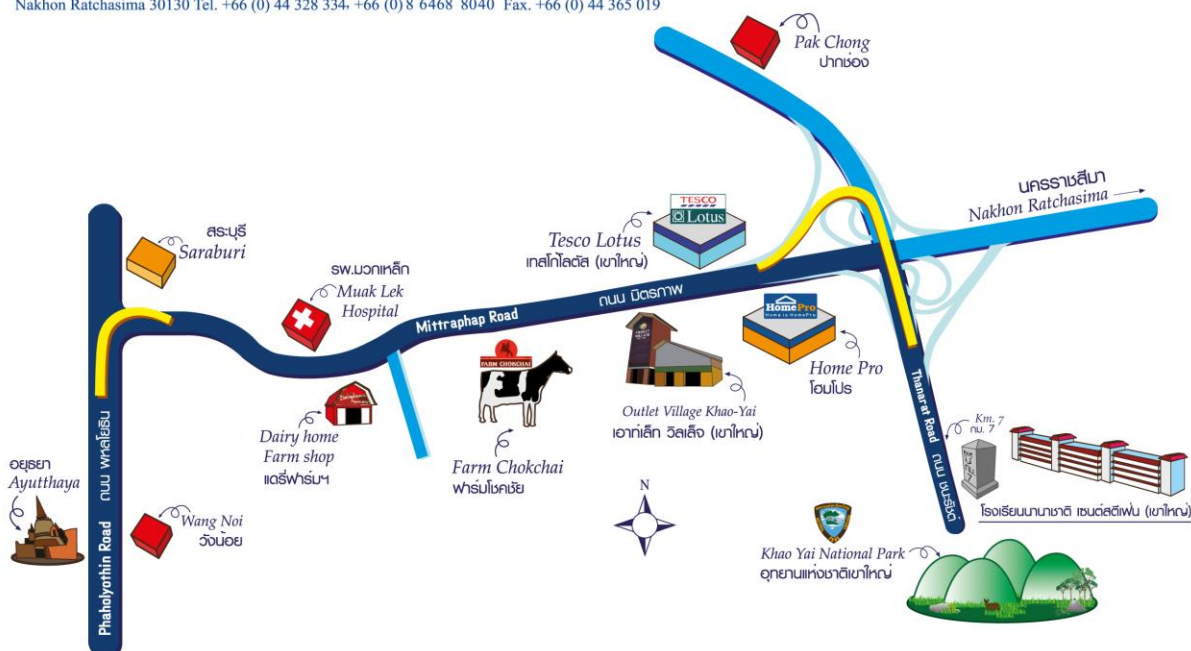 Nakhon Ratchasima 30130 Tel. +66 (0) 44 328 334, +66 (0) 8 6468 8040 Fax. +66 (0) 44 365 019
Pak Chong
ปากช่อง
นครราชสีมา
Nakhon Ratchasima
สระบุรี
Saraburi
TESCO
Lotus
Tesco Lotus
เทสโก้โลตัส (เขาใหญ่)
รพ.มวกเหล็ก
Muak Lek
Hospital
Mittraphap Road
ถนน มิตรภาพ
HomePro
Home is HomePro
Home Pro
โฮมโปร
FARM CHOKCHAI
Farm Chokchai
ฟาร์มโชคชัย
Outlet Village Khao-Yai
เอาท์เล็ท วิลเล็จ (เขาใหญ่)
Dairy home
Farm shop
แดรี่ฟาร์มฯ
Thanarat Road
ถนน ธนะรัชต์
Km. 7
กม. 7
โรงเรียนนานาชาติ เซนต์สตีเฟ่น (เขาใหญ่)
อยุธยา
Ayutthaya
Phaholyothin Road
ถนน พหลโยธิน
Wang Noi
วังน้อย
N
Khao Yai National Park
อุทยานแห่งชาติเขาใหญ่